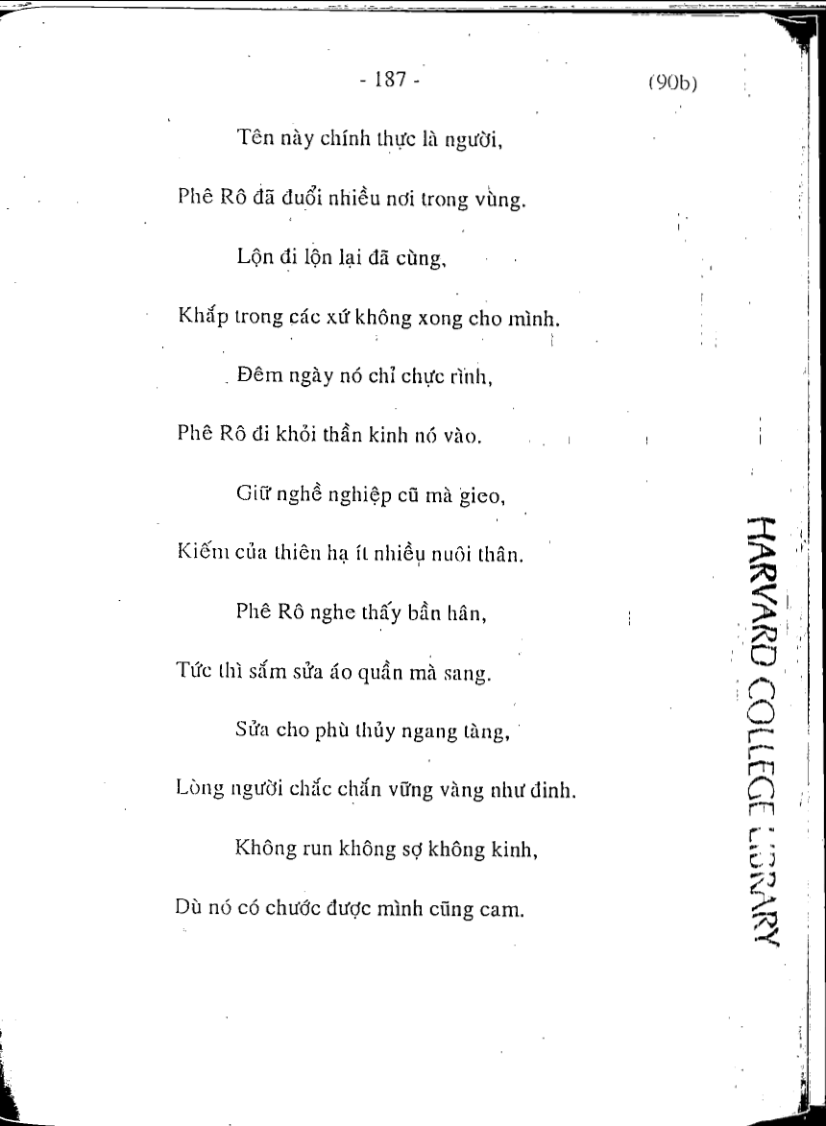 - 187 - (90b)
Tên này chính thực là người,
Phê Rô đã đuổi nhiều nơi trong vùng.
Lộn đi lộn lại đã cùng,
Khắp trong các xứ không xong cho mình.
Đêm ngày nó chỉ chực rình,
Phê Rô đi khỏi thần kinh nó vào.
Giữ nghề nghiệp cũ mà gieo,
Kiếm của thiên hạ ít nhiều nuôi thân.
Phê Rô nghe thấy bần hân,
Tức thì sắm sửa áo quần mà sang.
Sửa cho phù thủy ngang tàng,
Lòng người chắc chắn vững vàng như đinh.
Không run không sợ không kinh,
Dù nó có chước được mình cũng cam.
HARVARD COLLEGE LIBRARY